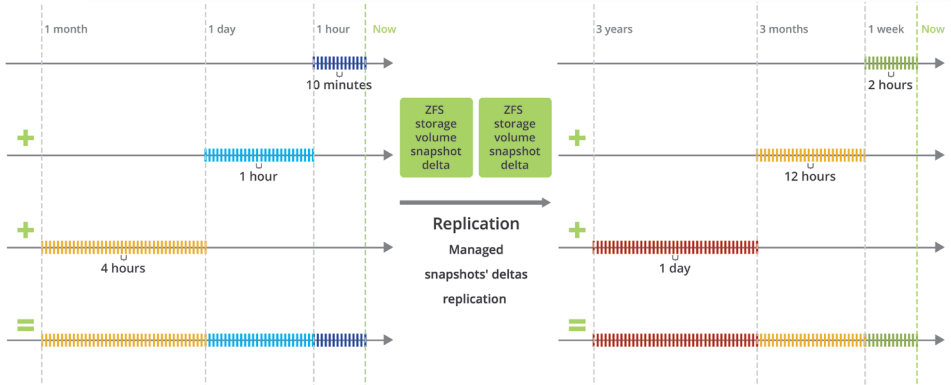 1 month
1 day
1 hour
Now
3 years
3 months
1 week
Now
10 minutes
2 hours
ZFS
storage
volume
snapshot
delta
ZFS
storage
volume
snapshot
delta
+
1 hour
+
12 hours
Replication
Managed
snapshots' deltas
replication
+
4 hours
+
1 day
=
=